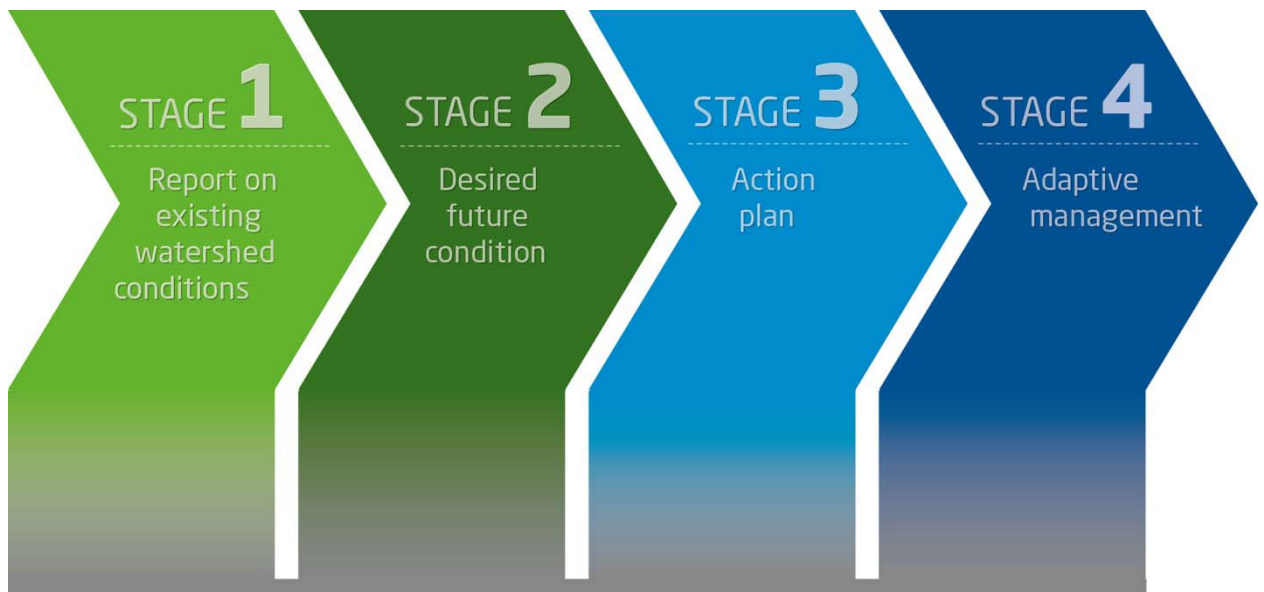 STAGE 1
Report on
existing
watershed
conditions
STAGE 2
Desired
future
condition
STAGE 3
Action
plan
STAGE 4
Adaptive
management